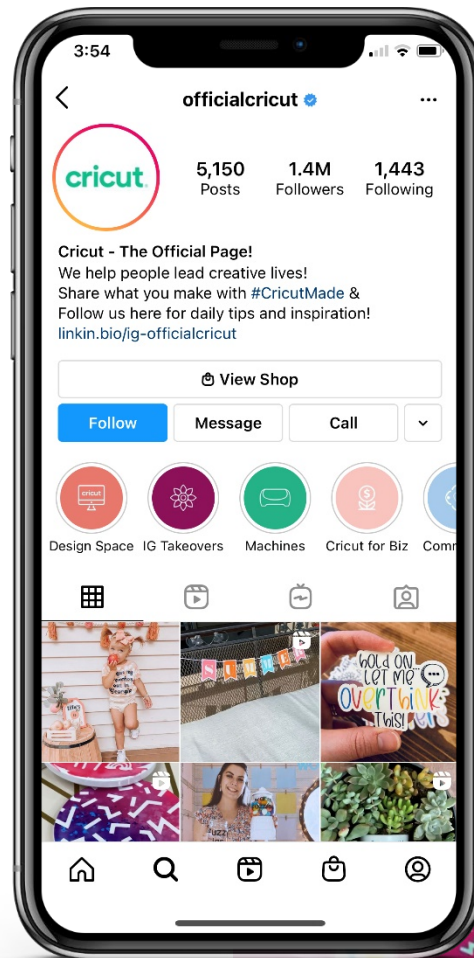 3:54
officialcricut
cricut
5,150
Posts
1.4M
Followers
1,443
Following
Cricut - The Official Page!
We help people lead creative lives!
Share what you make with #CricutMade &
Follow us here for daily tips and inspiration!
linkin.bio/ig-officialcricut
View Shop
Follow
Message
Call
cricut
Design Space
IG Takeovers
Machines
Cricut for Biz
Comm
HOLD ON...
LET ME
OVERTHINK
THIS!